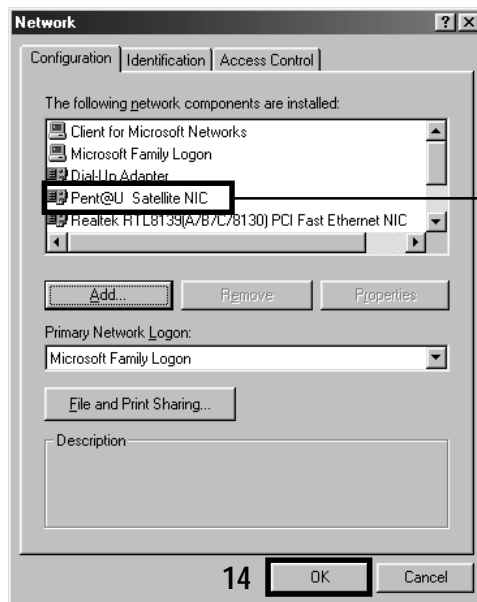 Network
? X
Configuration Identification Access Control
The following network components are installed:
Client for Microsoft Networks
Microsoft Family Logon
Dial-Up Adapter
Pent@U Satellite NIC
Realtek RTL8139(A/B/C/8130) PCI Fast Ethernet NIC
Add... Remove Properties
Primary Network Logon:
Microsoft Family Logon
File and Print Sharing...
Description
14 OK Cancel